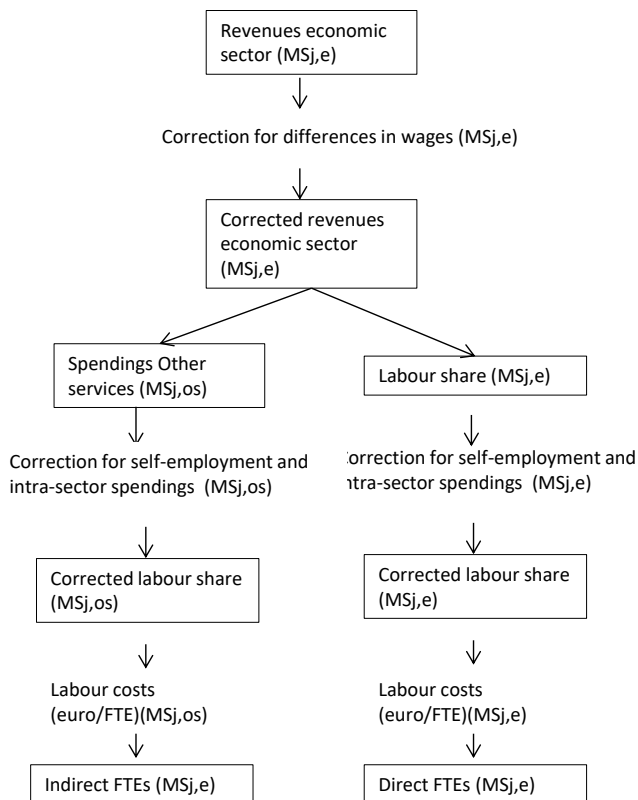 Revenues economic
sector (MSj,e)
Correction for differences in wages (MSj,e)
Corrected revenues
economic sector
(MSj,e)
Spendings Other
services (MSj,os)
Labour share (MSj,e)
Correction for self-employment and
intra-sector spendings (MSj,os)
orrection for self-employment and
ntra-sector spendings (MSj,e)
Corrected labour share
(MSj,os)
Corrected labour share
(MSj,e)
Labour costs
(euro/FTE)(MSj,os)
Labour costs
(euro/FTE)(MSj,e)
Indirect FTEs (MSj,e)
Direct FTEs (MSj,e)